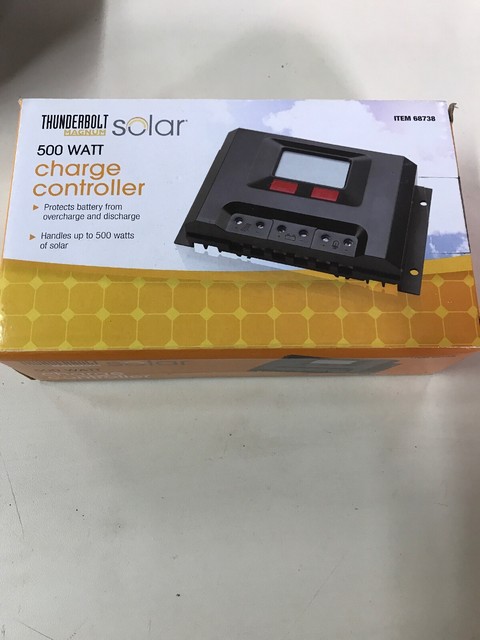 THUNDERBOLT
MAGNUM
solar
ITEM 68738
500 WATT
charge
controller
Protects battery from
overcharge and discharge
Handles up to 500 watts
of solar